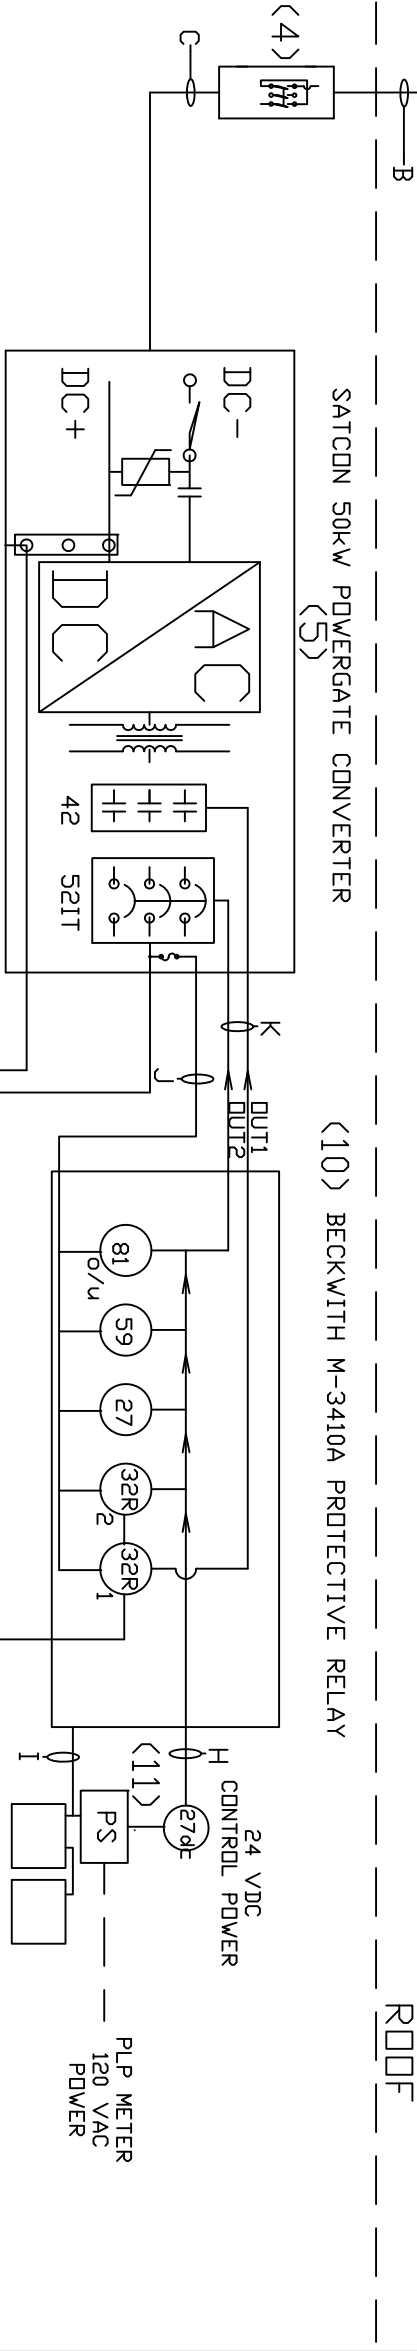 ROOF
B
(4)
C
SATCON 50kW POWERGATE CONVERTER
(5)
DC-
DC+
AC
DC
42
52IT
K
J
OUT1
OUT2
(10) BECKWITH M-3410A PROTECTIVE RELAY
81
o/u
59
27
32R
2
32R
1
H
I
(11)
24 VDC
CONTROL POWER
27dc
PS
PLP METER
120 VAC
POWER